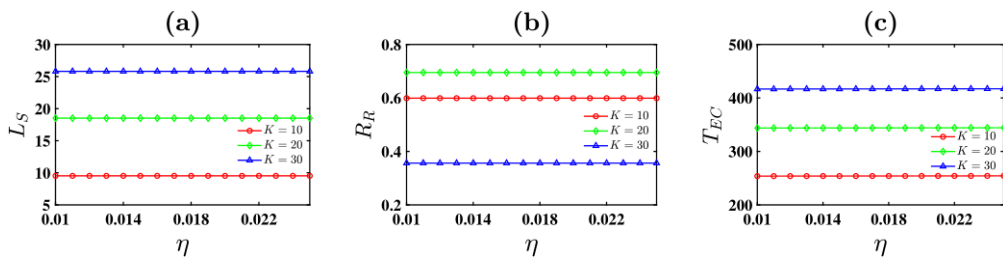 (a)
L_S
30
25
20
15
10
5
K = 10
K = 20
K = 30
0.01 0.014 0.018 0.022
η
(b)
R_R
0.8
0.6
0.4
0.2
K = 10
K = 20
K = 30
0.01 0.014 0.018 0.022
η
(c)
T_EC
500
400
300
200
K = 10
K = 20
K = 30
0.01 0.014 0.018 0.022
η